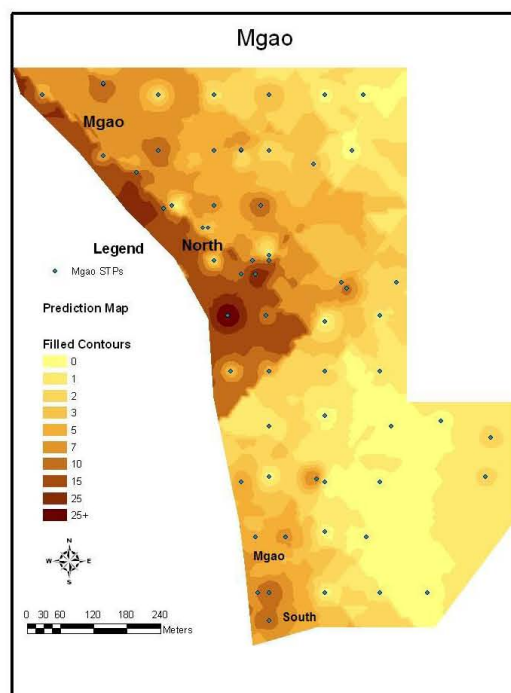 Mgao
Mgao
North
Legend
Mgao STPs
Prediction Map
Filled Contours
0
1
2
3
5
7
10
15
25
25+
N
W E
S
0 30 60 120 180 240
Meters
Mgao
South